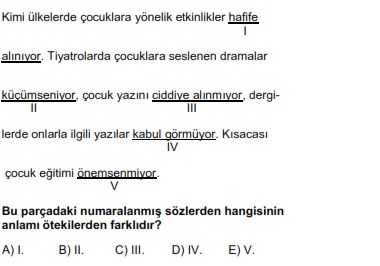 Kimi ülkelerde çocuklara yönelik etkinlikler hafife
I
alınıyor. Tiyatrolarda çocuklara seslenen dramalar
küçümseniyor, çocuk yazını ciddiye alınmıyor, dergi-
II III
lerde onlarla ilgili yazılar kabul görmüyor. Kısacası
IV
çocuk eğitimi önemsenmiyor.
V
Bu parçadaki numaralanmış sözlerden hangisinin
anlamı ötekilerden farklıdır?
A) I. B) II. C) III. D) IV. E) V.